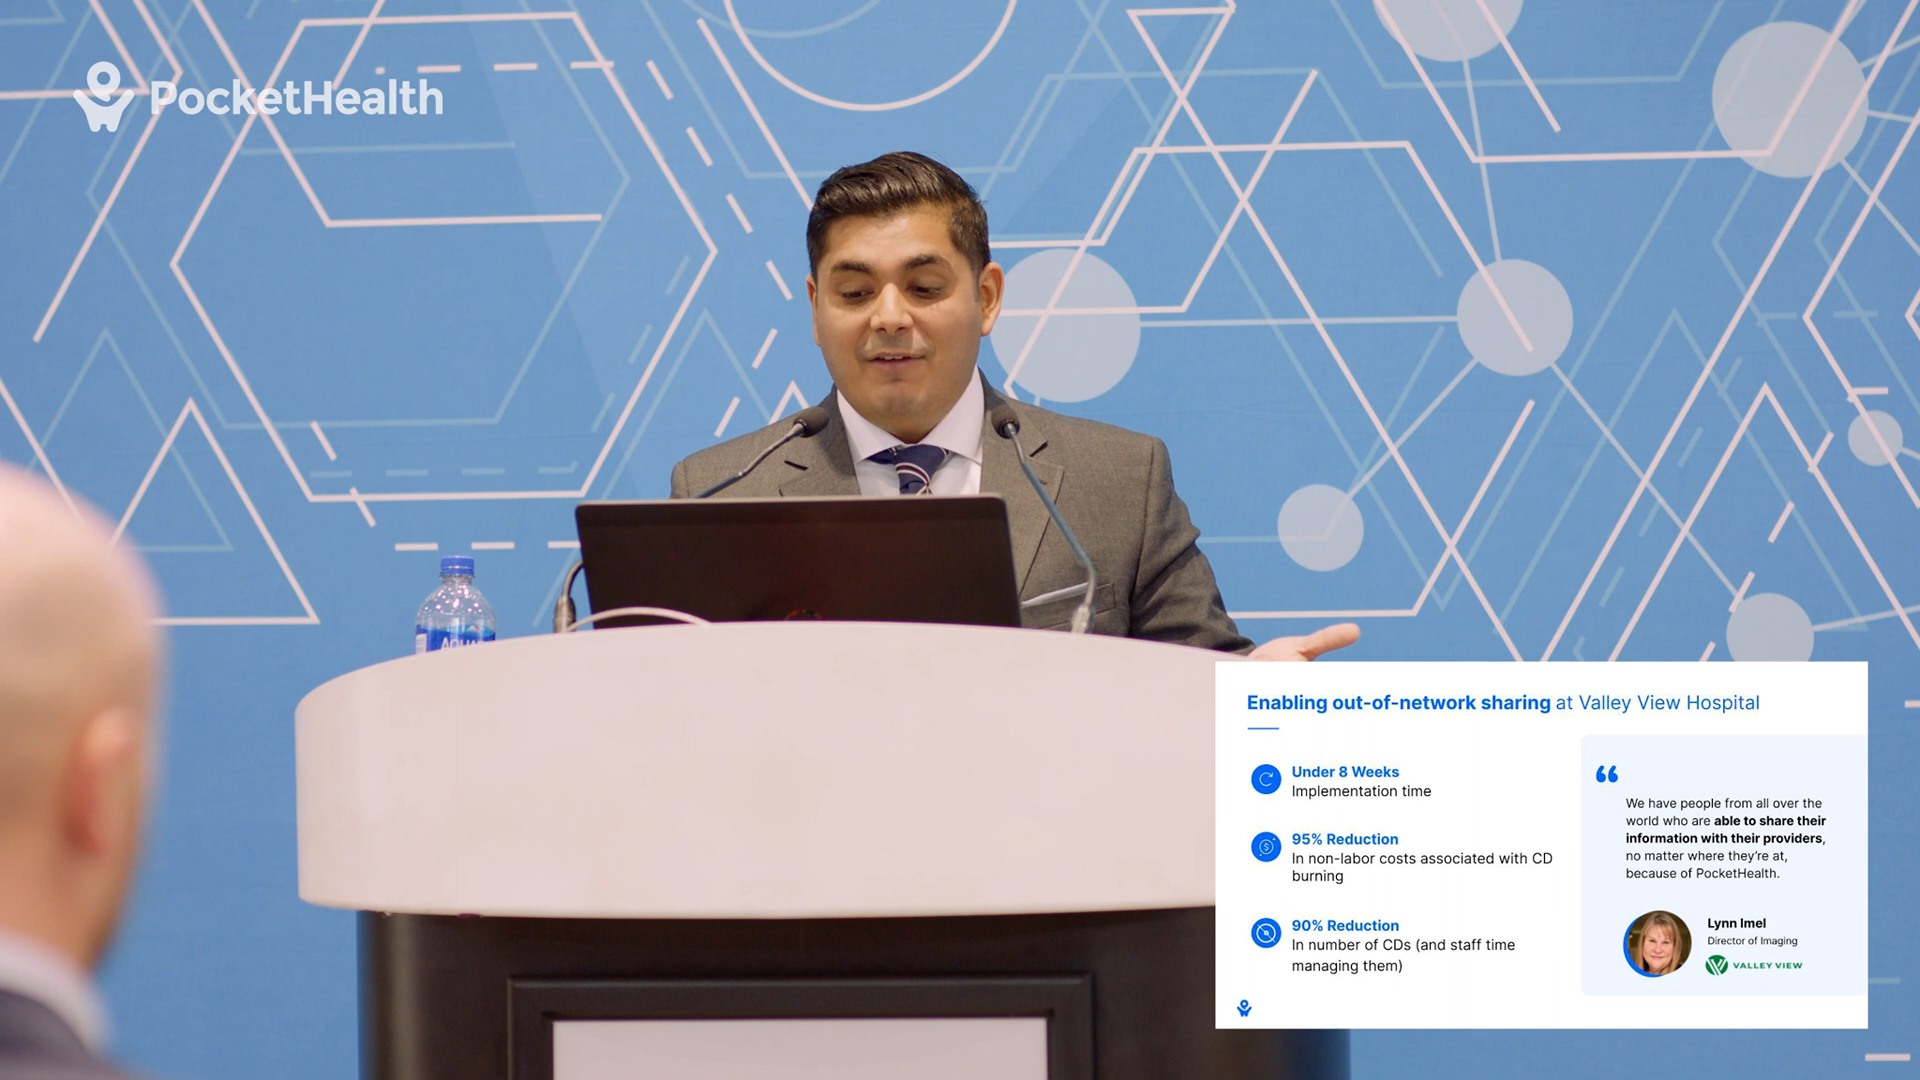 PocketHealth
Enabling out-of-network sharing at Valley View Hospital
Under 8 Weeks
Implementation time
95% Reduction
In non-labor costs associated with CD
burning
90% Reduction
In number of CDs (and staff time
managing them)
“
We have people from all over the
world who are able to share their
information with their providers,
no matter where they’re at,
because of PocketHealth.
Lynn Imel
Director of Imaging
VALLEY VIEW